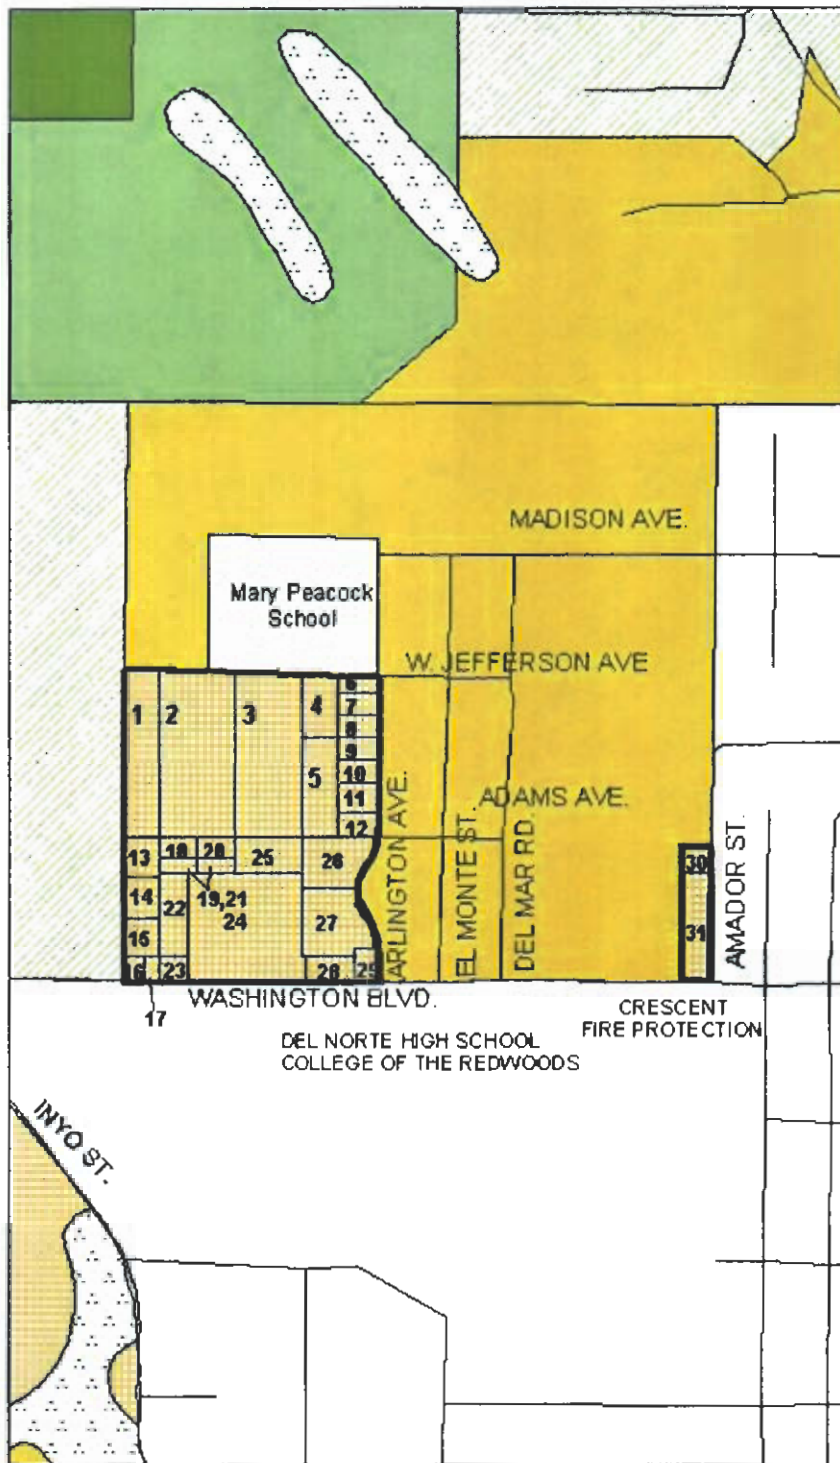 MADISON AVE.
Mary Peacock
School
W. JEFFERSON AVE
1
2
3
4
5
6
7
8
9
10
11
12
ADAMS AVE.
ARLINGTON AVE.
EL MONTE ST.
DEL MAR RD.
AMADOR ST.
13
18
20
25
26
14
22
19,21
24
27
15
16
23
28
29
30
31
17
WASHINGTON BLVD.
CRESCENT
FIRE PROTECTION
DEL NORTE HIGH SCHOOL
COLLEGE OF THE REDWOODS
INYO ST.